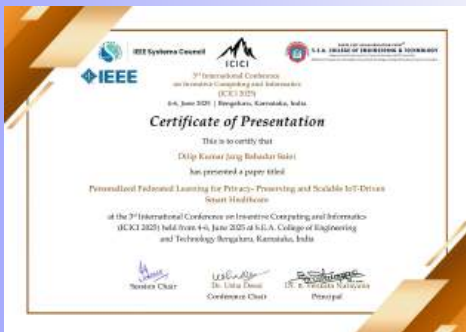 IEEE Systems Council
ICICI
S.E.A. COLLEGE OF ENGINEERING & TECHNOLOGY
IEEE
3rd International Conference
on Inventive Computing and Informatics
(ICICI 2025)
4-6, June 2025 | Bengaluru, Karnataka, India
Certificate of Presentation
This is to certify that
Dilip Kumar Jang Bahadur Saini
has presented a paper titled
Personalized Federated Learning for Privacy- Preserving and Scalable IoT-Driven
Smart Healthcare
at the 3rd International Conference on Inventive Computing and Informatics
(ICICI 2025) held from 4-6, June 2025 at S.E.A. College of Engineering
and Technology Bengaluru, Karnataka, India
Session Chair
Dr. Usha Desai
Conference Chair
Dr. B. Venkata Narayana
Principal